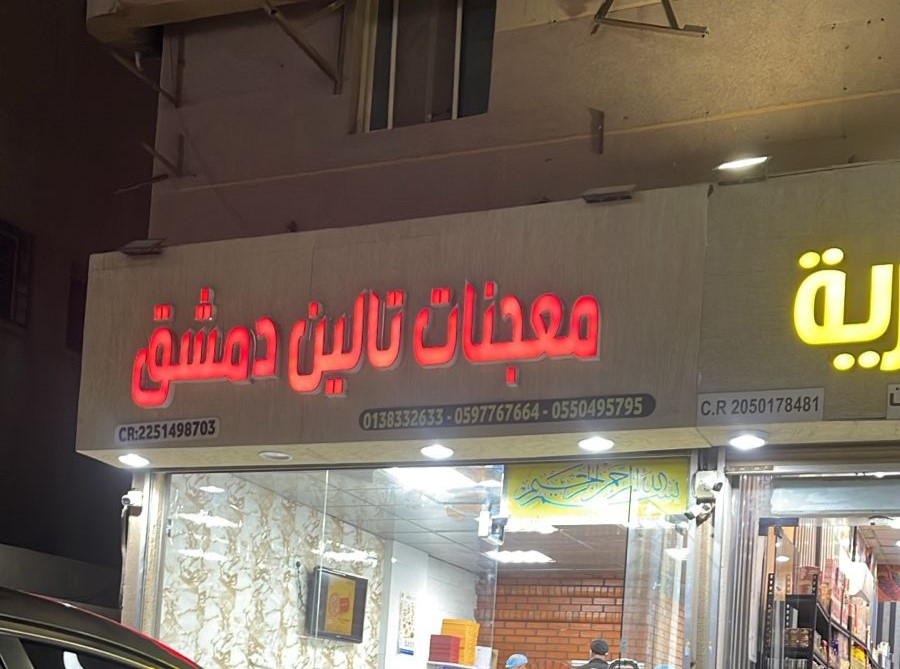 معجنات تالين دمشق
0138332633 - 0597767664 - 0550495795
CR:2251498703
بسم الله الرحمن الرحيم
C.R 2050178481